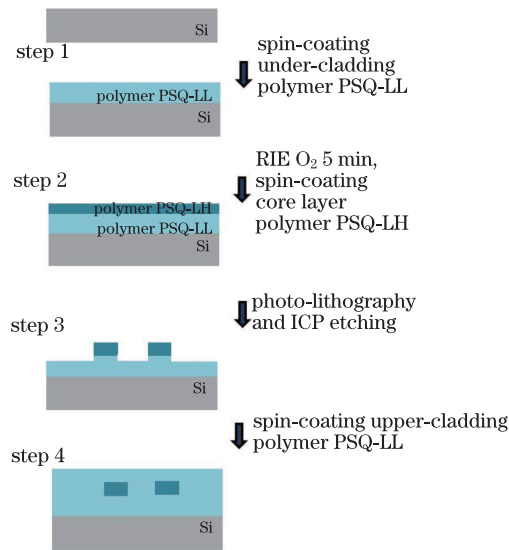 Si
step 1
spin-coating
under-cladding
polymer PSQ-LL
polymer PSQ-LL
Si
step 2
RIE O₂ 5 min,
spin-coating
core layer
polymer PSQ-LH
polymer PSQ-LH
polymer PSQ-LL
Si
step 3
photo-lithography
and ICP etching
Si
step 4
spin-coating upper-cladding
polymer PSQ-LL
Si